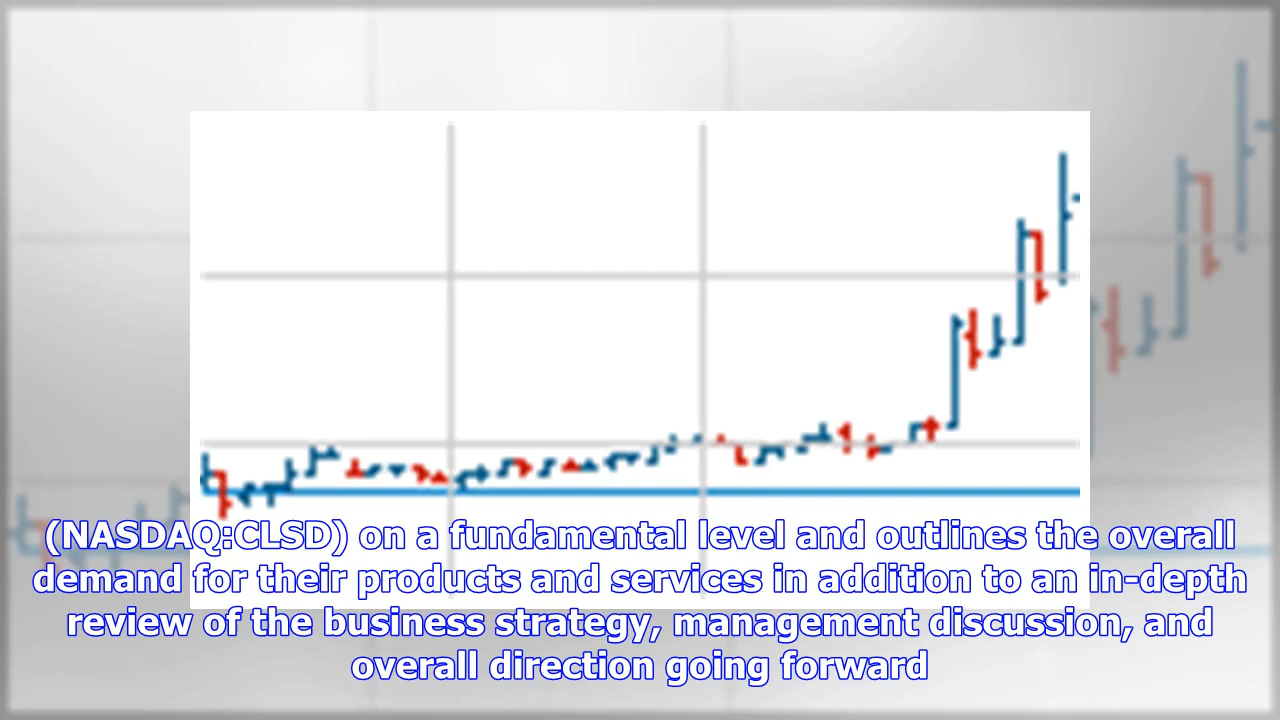 (NASDAQ:CLSD) on a fundamental level and outlines the overall
demand for their products and services in addition to an in-depth
review of the business strategy, management discussion, and
overall direction going forward